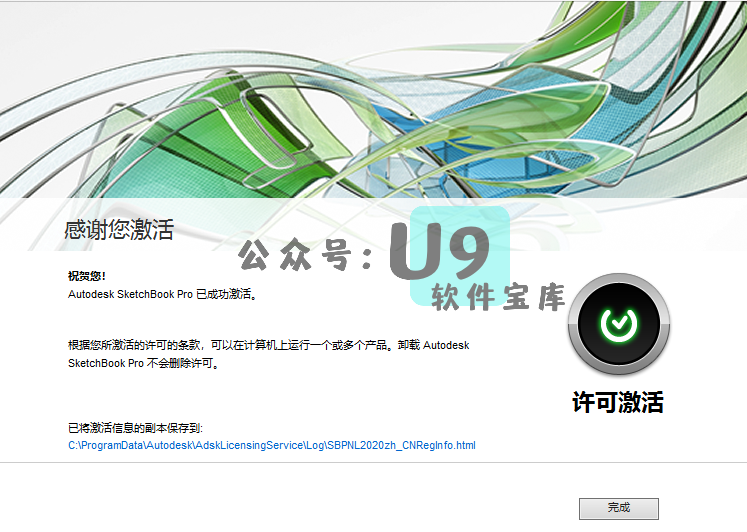 感谢您激活
公众号：U9
软件宝库
祝贺您！
Autodesk SketchBook Pro 已成功激活。
根据您所激活的许可的条款，可以在计算机上运行一个或多个产品。卸载 Autodesk
SketchBook Pro 不会删除许可。
许可激活
已将激活信息的副本保存到:
C:\ProgramData\Autodesk\AdskLicensingService\Log\SBPNL2020zh_CNRegInfo.html
完成